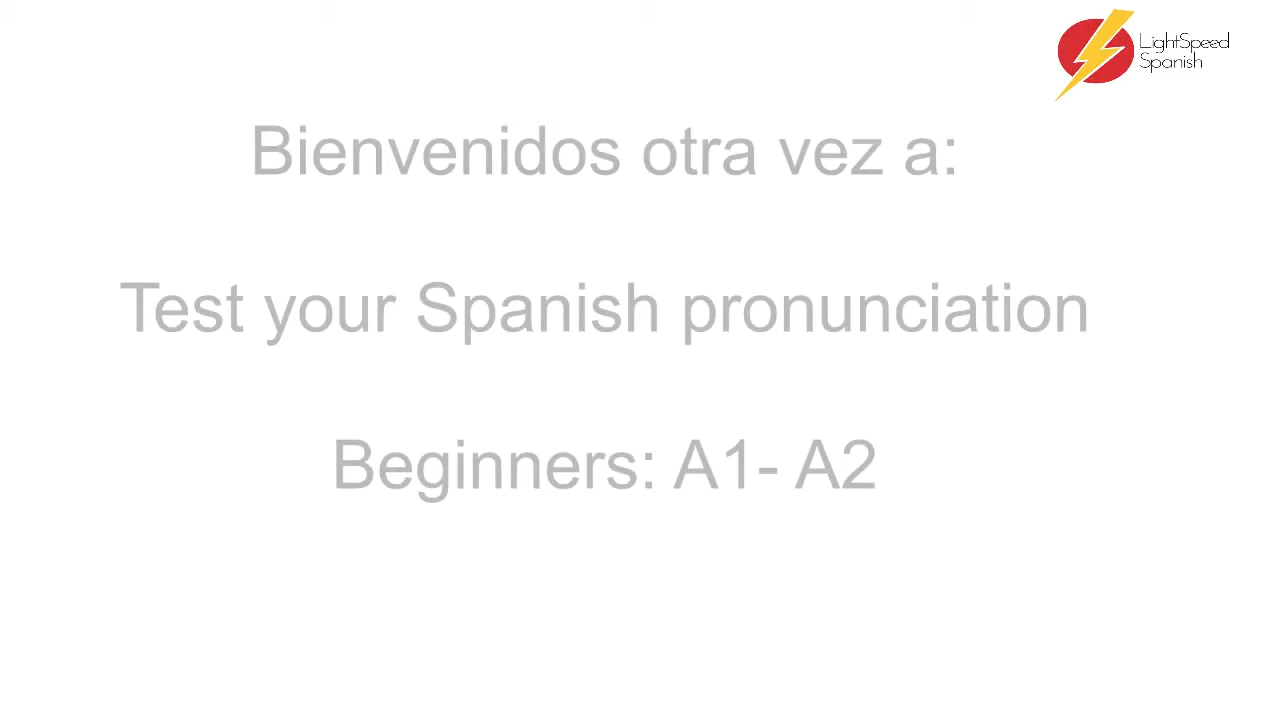 LightSpeed
Spanish
Bienvenidos otra vez a:
Test your Spanish pronunciation
Beginners: A1- A2